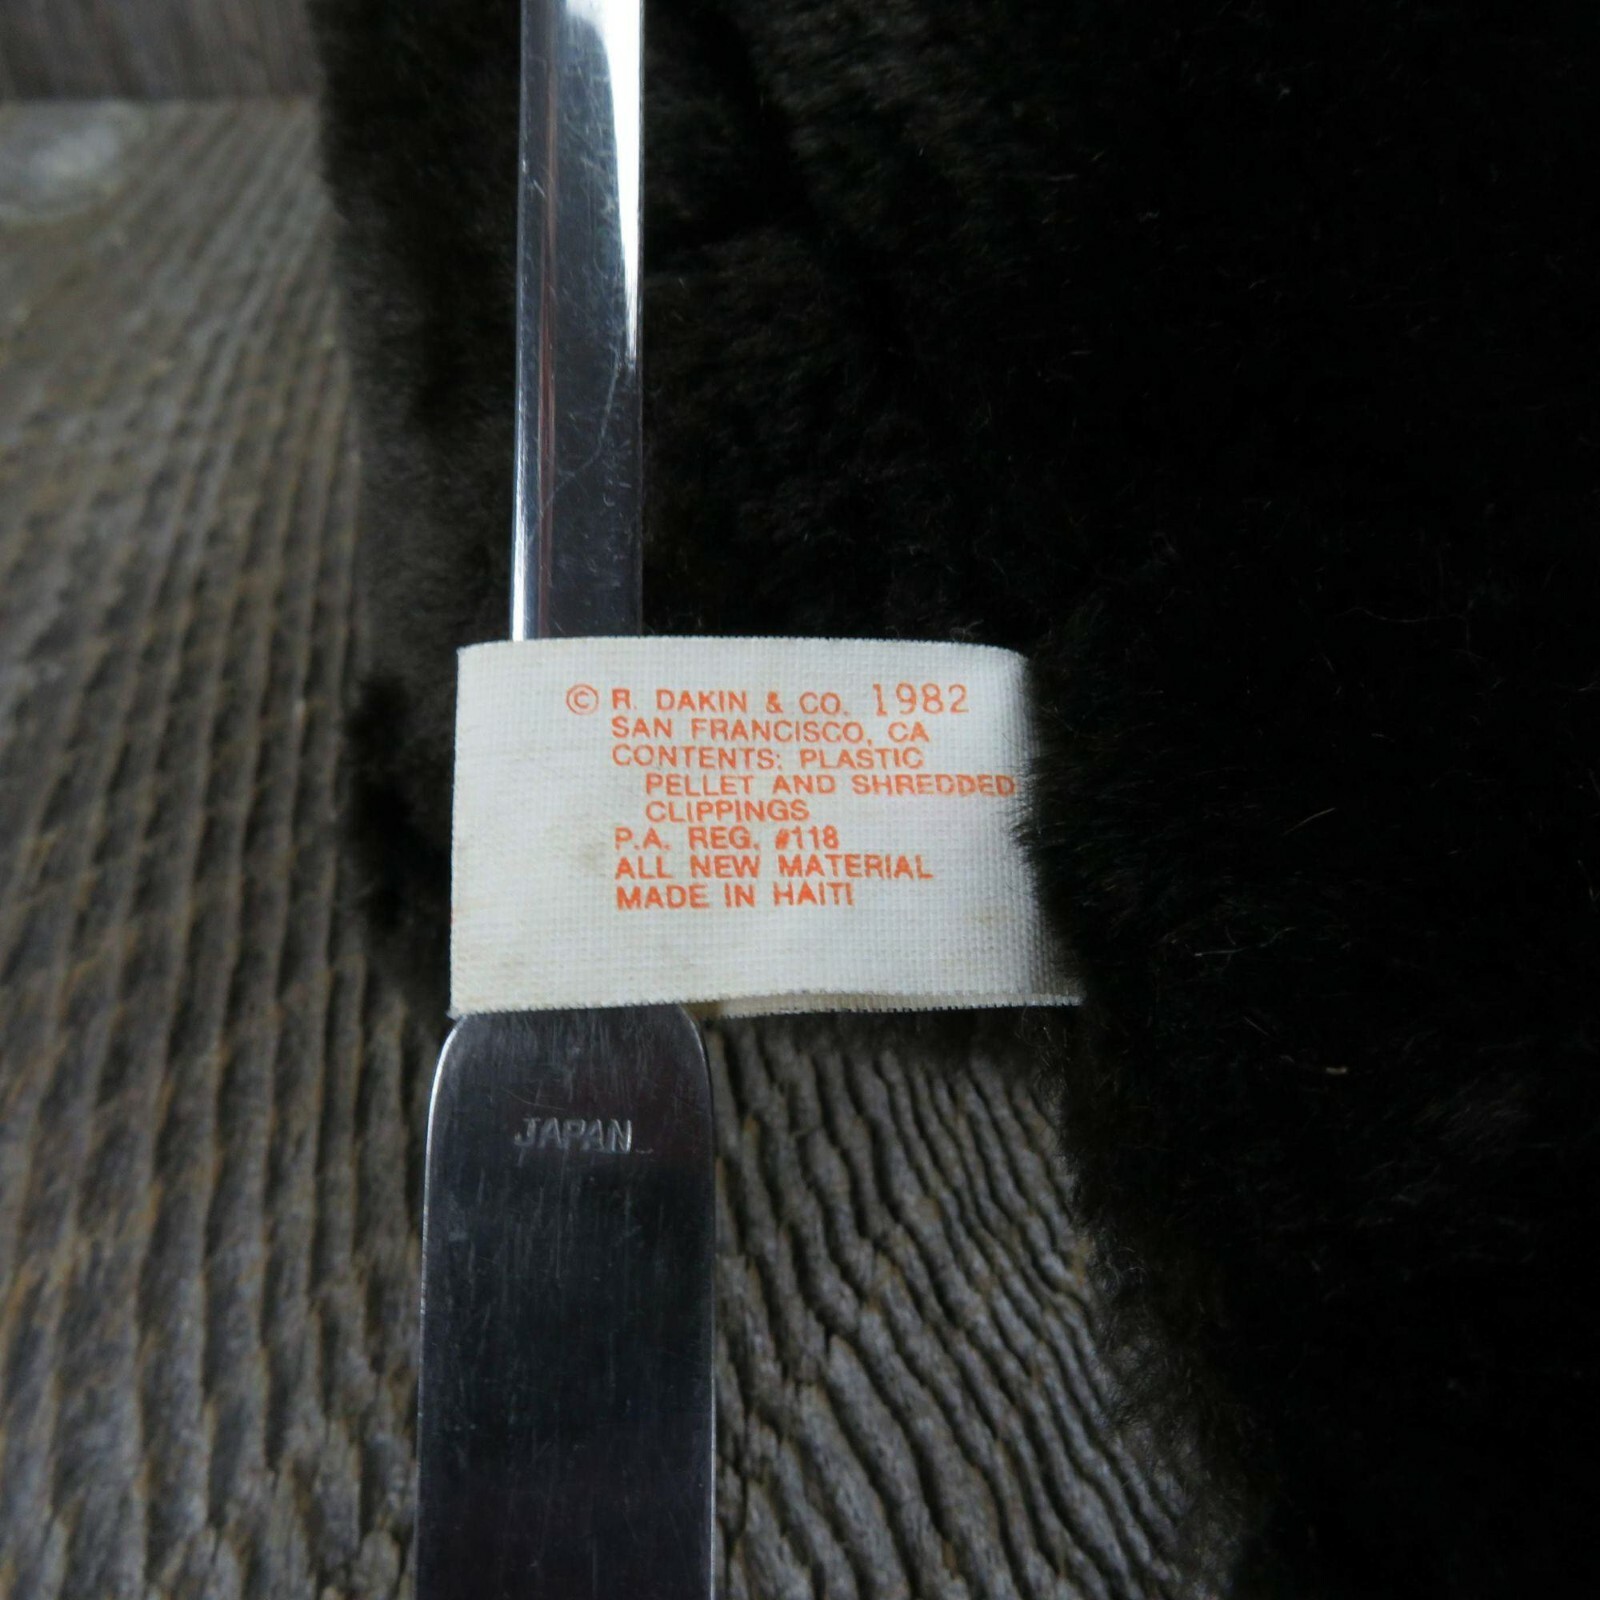 © R. DAKIN & CO. 1982
SAN FRANCISCO, CA
CONTENTS: PLASTIC
PELLET AND SHREDDED
CLIPPINGS
P.A. REG. #118
ALL NEW MATERIAL
MADE IN HAITI
JAPAN